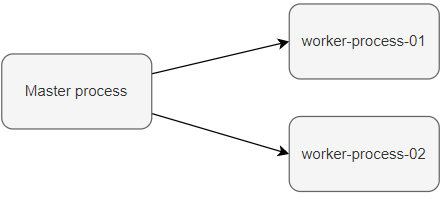 Master process
worker-process-01
worker-process-02